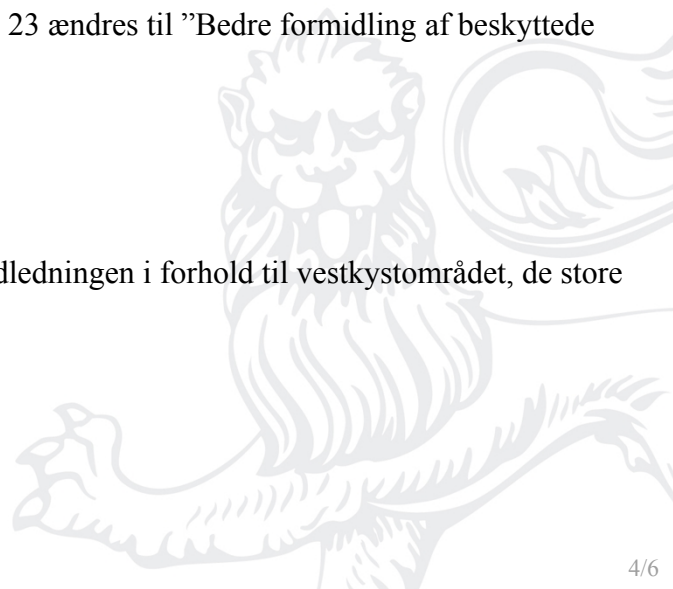 23 ændres til ”Bedre formidling af beskyttede
dledningen i forhold til vestkystområdet, de store
4/6